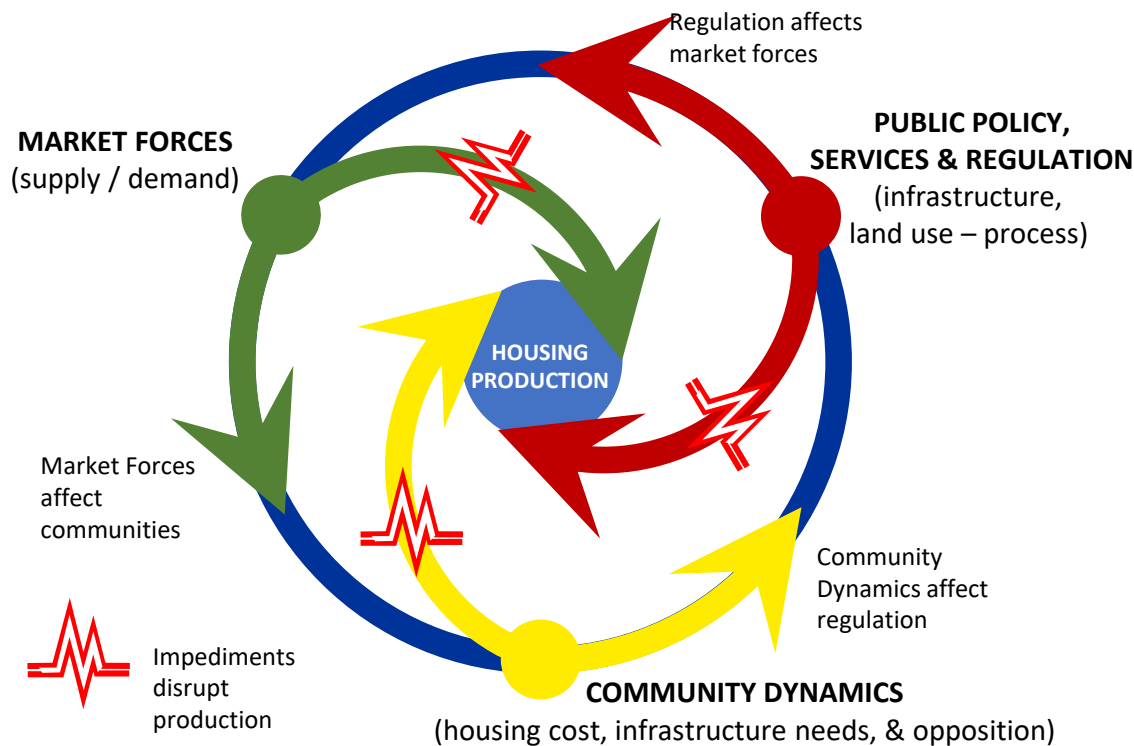 Regulation affects
market forces
MARKET FORCES
(supply / demand)
PUBLIC POLICY,
SERVICES & REGULATION
(infrastructure,
land use – process)
HOUSING
PRODUCTION
Market Forces
affect
communities
Community
Dynamics affect
regulation
Impediments
disrupt
production
COMMUNITY DYNAMICS
(housing cost, infrastructure needs, & opposition)